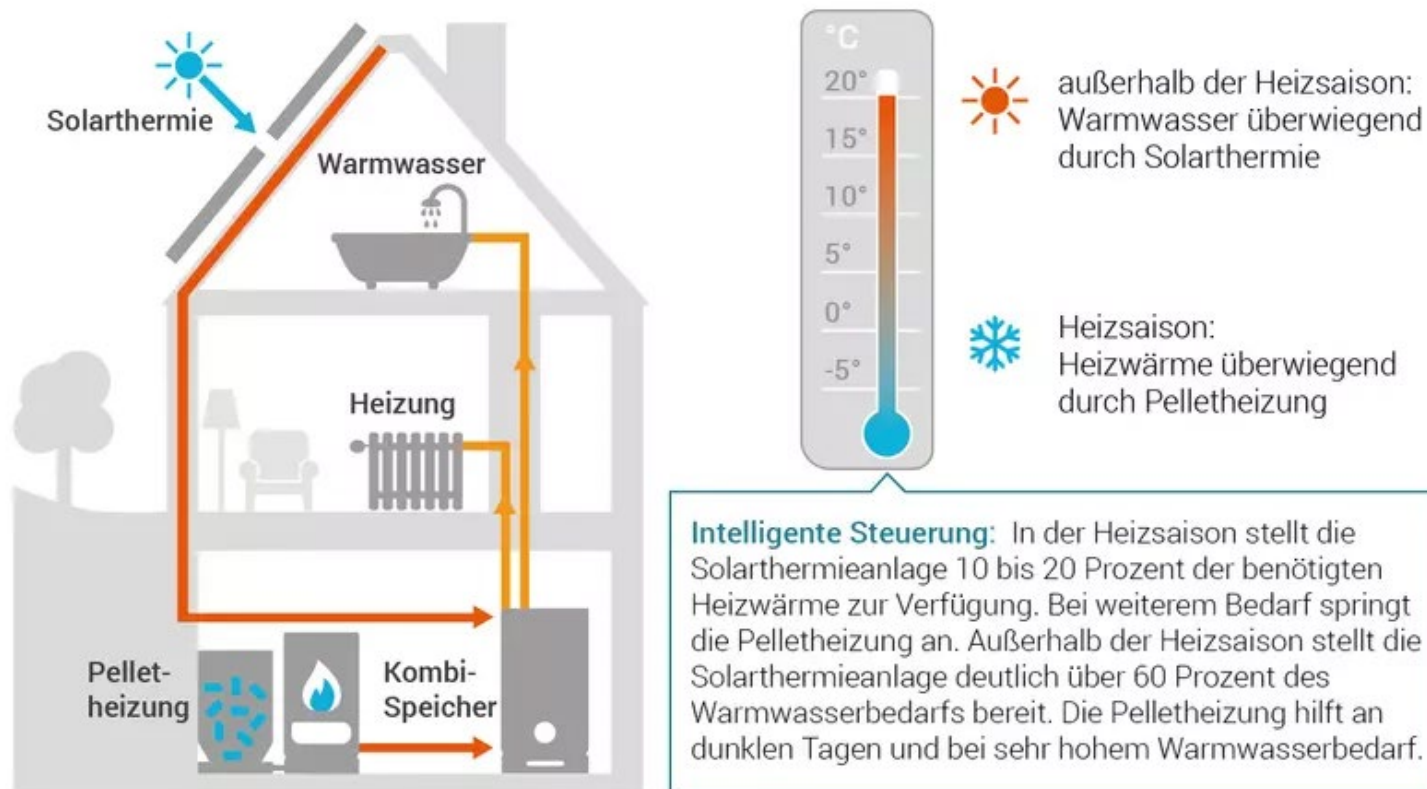 Solarthermie
Warmwasser
Heizung
Pellet-
heizung
Kombi-
Speicher
°C
20°
15°
10°
5°
0°
-5°
außerhalb der Heizsaison:
Warmwasser überwiegend
durch Solarthermie
Heizsaison:
Heizwärme überwiegend
durch Pelletheizung
Intelligente Steuerung: In der Heizsaison stellt die
Solarthermieanlage 10 bis 20 Prozent der benötigten
Heizwärme zur Verfügung. Bei weiterem Bedarf springt
die Pelletheizung an. Außerhalb der Heizsaison stellt die
Solarthermieanlage deutlich über 60 Prozent des
Warmwasserbedarfs bereit. Die Pelletheizung hilft an
dunklen Tagen und bei sehr hohem Warmwasserbedarf.